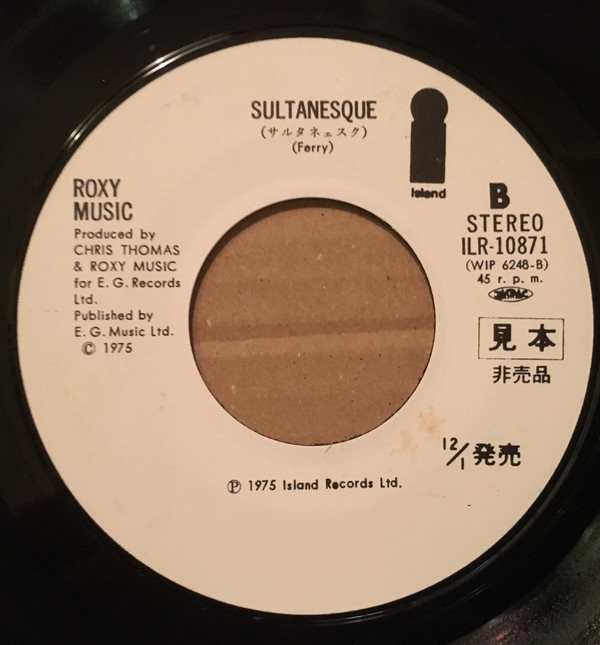 SULTANESQUE
(サルタネェスク)
(Ferry)
Island
ROXY
MUSIC
Produced by
CHRIS THOMAS
& ROXY MUSIC
for E.G. Records
Ltd.
Published by
E.G. Music Ltd.
© 1975
B
STEREO
ILR-10871
(WIP 6248-B)
45 r.p.m.
見本
非売品
12/1 発売
Ⓟ 1975 Island Records Ltd.